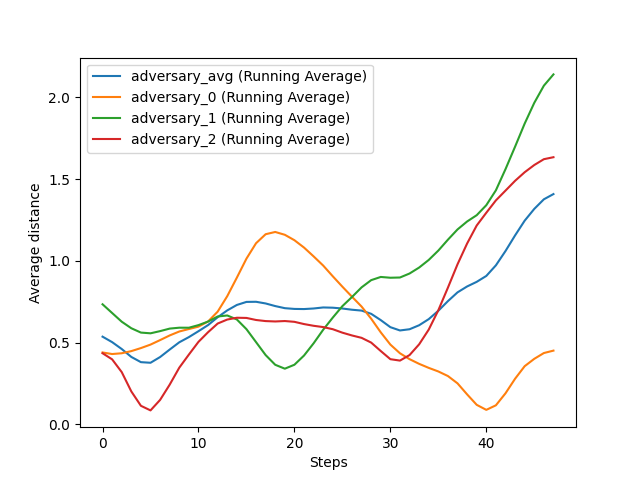 adversary_avg (Running Average)
adversary_0 (Running Average)
adversary_1 (Running Average)
adversary_2 (Running Average)
2.0
1.5
1.0
0.5
0.0
Average distance
0 10 20 30 40
Steps